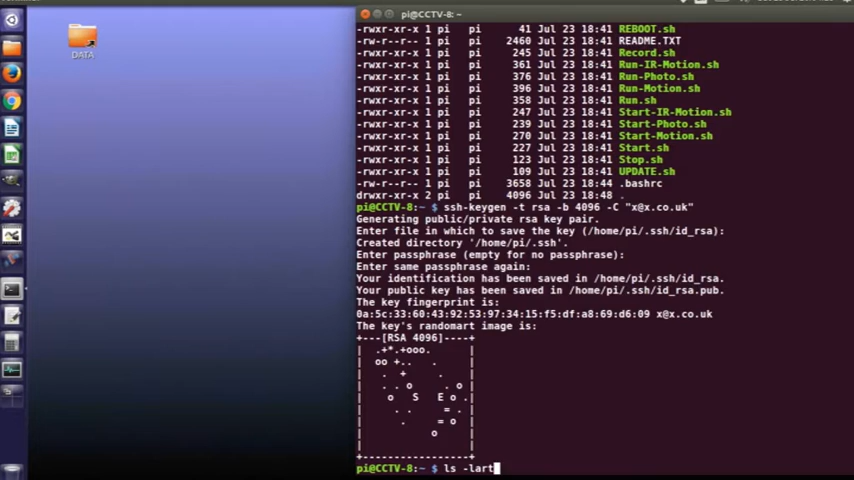 DATA
pi@CCTV-8: ~
-rwxr-xr-x 1 pi pi 41 Jul 23 18:41 REBOOT.sh
-rw-r--r-- 1 pi pi 2460 Jul 23 18:41 README.TXT
-rwxr-xr-x 1 pi pi 245 Jul 23 18:41 Record.sh
-rwxr-xr-x 1 pi pi 361 Jul 23 18:41 Run-IR-Motion.sh
-rwxr-xr-x 1 pi pi 376 Jul 23 18:41 Run-Photo.sh
-rwxr-xr-x 1 pi pi 396 Jul 23 18:41 Run-Motion.sh
-rwxr-xr-x 1 pi pi 358 Jul 23 18:41 Run.sh
-rwxr-xr-x 1 pi pi 247 Jul 23 18:41 Start-IR-Motion.sh
-rwxr-xr-x 1 pi pi 239 Jul 23 18:41 Start-Photo.sh
-rwxr-xr-x 1 pi pi 270 Jul 23 18:41 Start-Motion.sh
-rwxr-xr-x 1 pi pi 227 Jul 23 18:41 Start.sh
-rwxr-xr-x 1 pi pi 123 Jul 23 18:41 Stop.sh
-rwxr-xr-x 1 pi pi 119 Jul 23 18:41 UPDATE.sh
-rw-r--r-- 1 pi pi 3658 Jul 23 18:44 .bashrc
drwxr-xr-x 2 pi pi 4096 Jul 23 18:48 .
pi@CCTV-8:~ $ ssh-keygen -t rsa -b 4096 -C "x@x.co.uk"
Generating public/private rsa key pair.
Enter file in which to save the key (/home/pi/.ssh/id_rsa):
Created directory '/home/pi/.ssh'.
Enter passphrase (empty for no passphrase):
Enter same passphrase again:
Your identification has been saved in /home/pi/.ssh/id_rsa.
Your public key has been saved in /home/pi/.ssh/id_rsa.pub.
The key fingerprint is:
0a:5c:33:60:43:92:53:97:34:15:f5:df:a8:69:d6:09 x@x.co.uk
The key's randomart image is:
+---[RSA 4096]----+
| .+*.+ooo. |
| oo +.. . |
| . + . |
| . . o . o |
| o S E o .|
| . . = . |
| . = o |
| o |
| |
+-----------------+
pi@CCTV-8:~ $ ls -lart